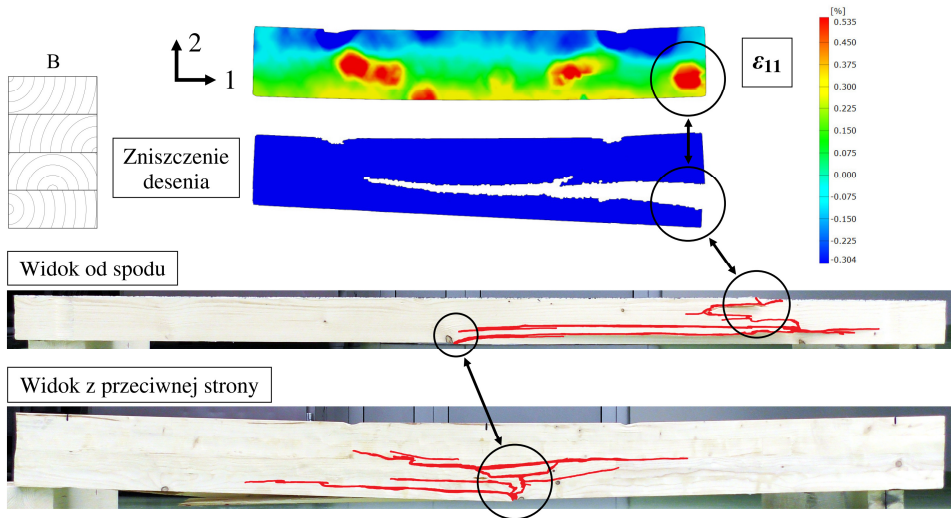 B
2
1
ε11
[%]
0.535
0.450
0.375
0.300
0.225
0.150
0.075
0.000
-0.075
-0.150
-0.225
-0.304
[%]
Zniszczenie
desenia
Widok od spodu
Widok z przeciwnej strony